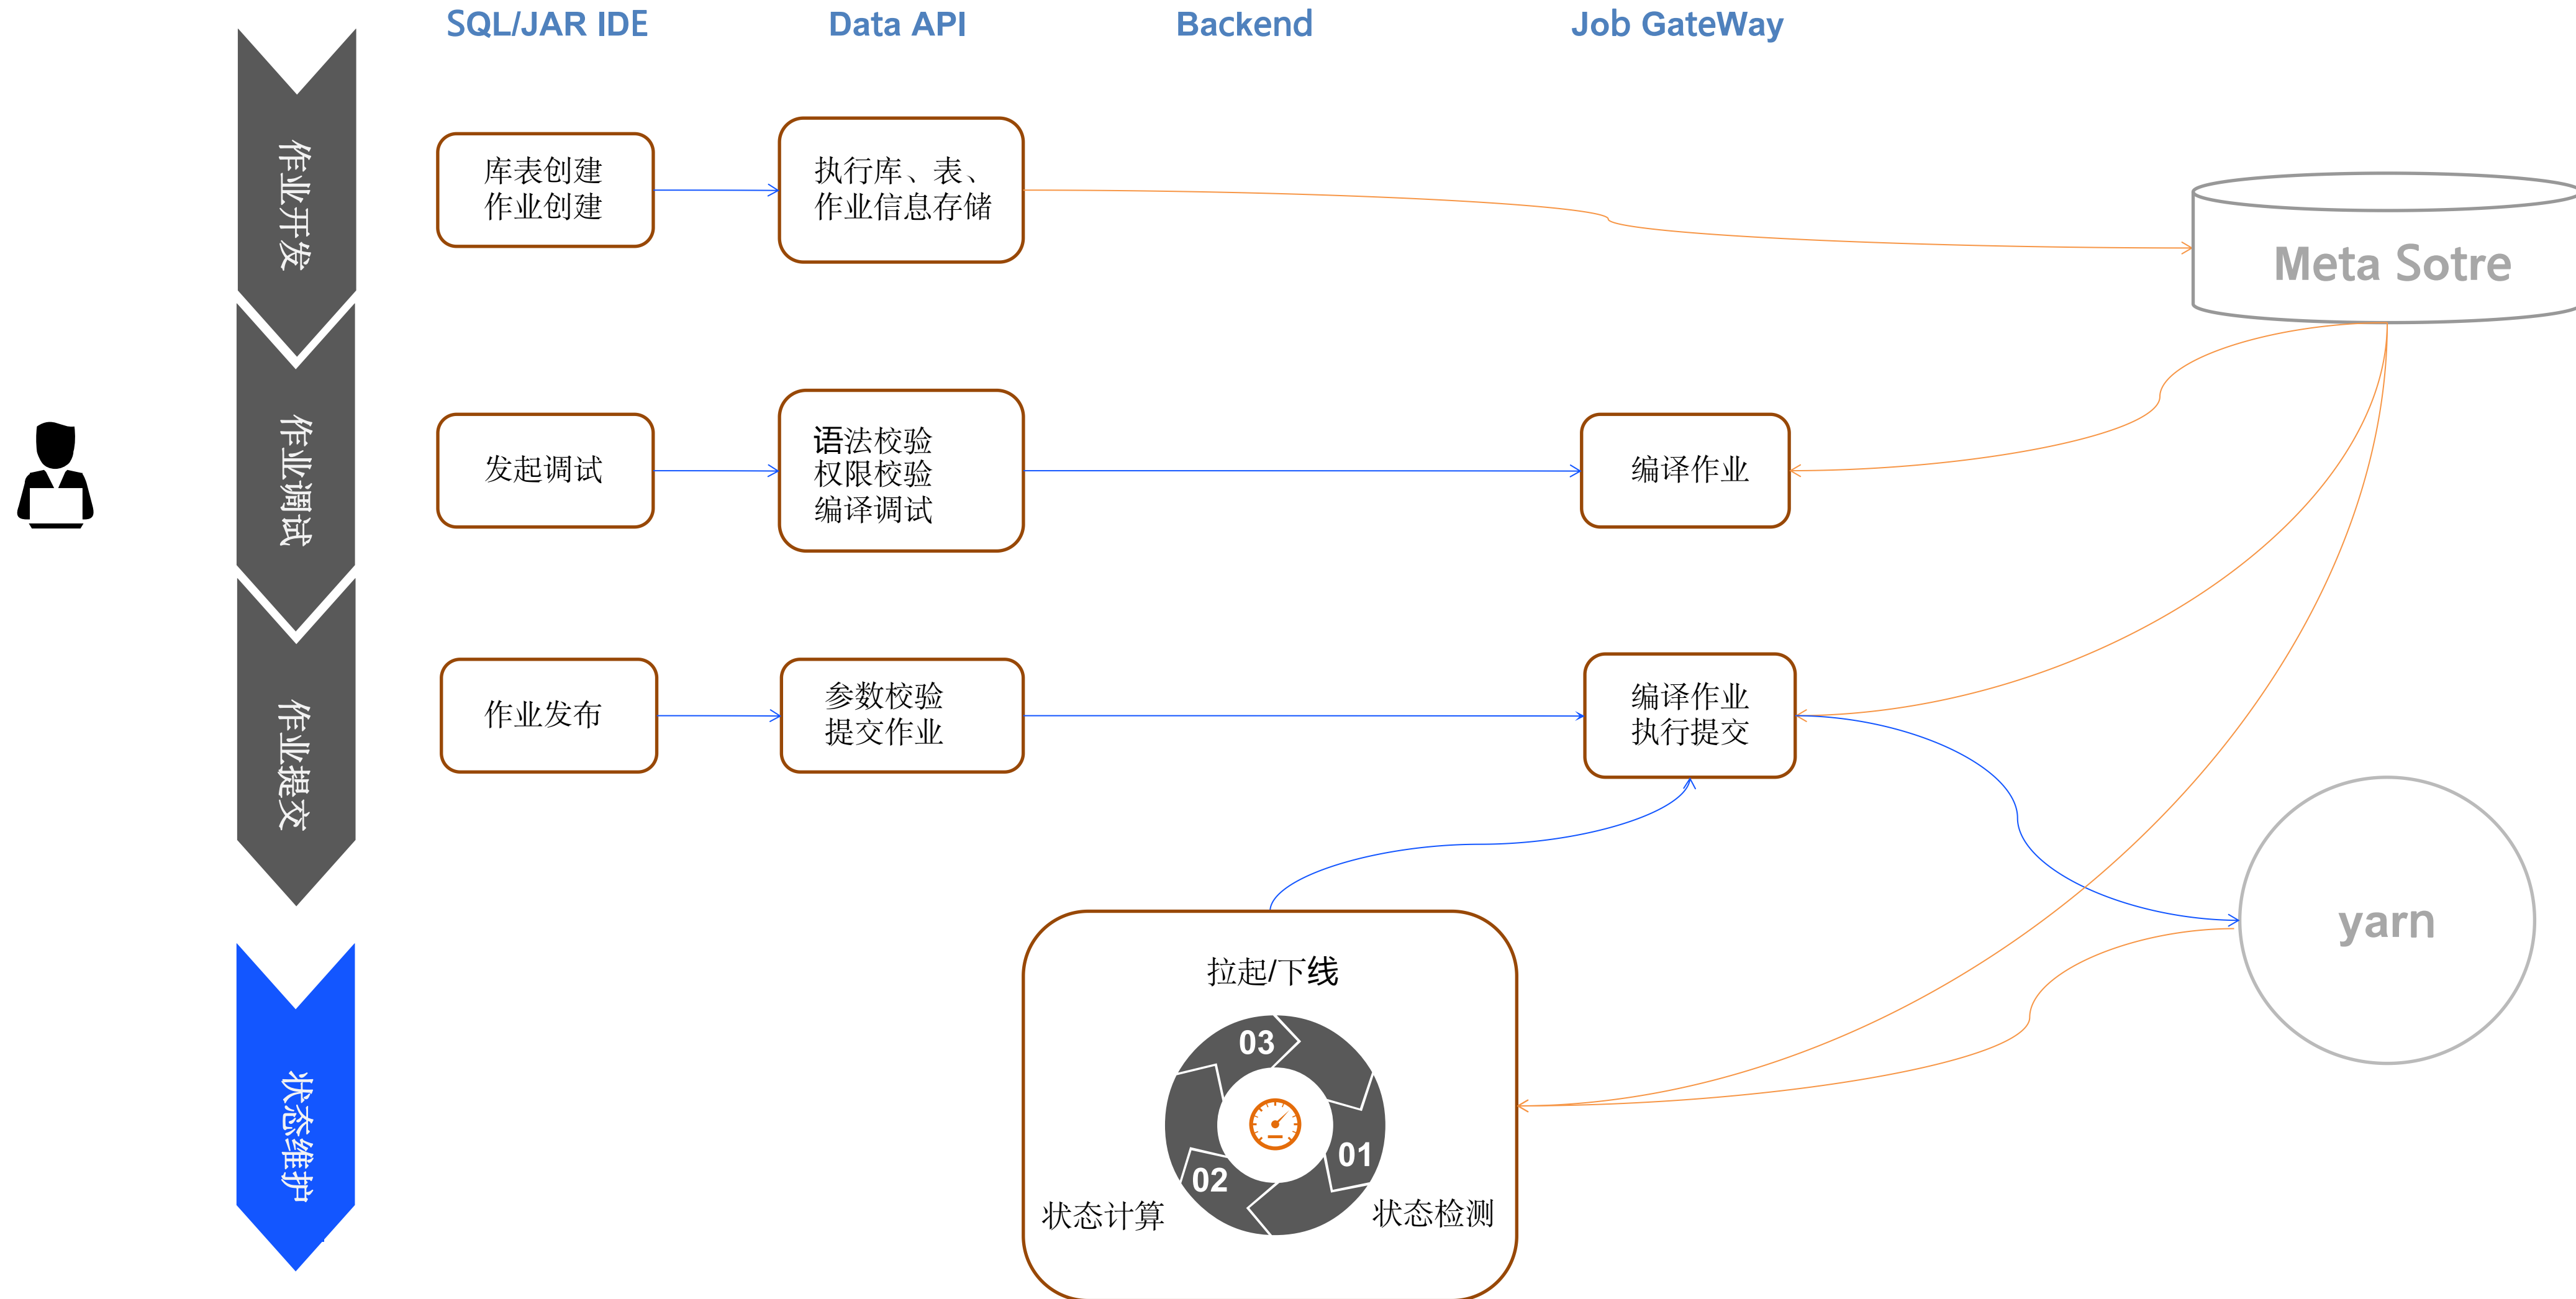 SQL/JAR IDE
Data API
Backend
Job GateWay
作业开发
库表创建
作业创建
执行库、表、
作业信息存储
Meta Sotre
作业调试
发起调试
语法校验
权限校验
编译调试
编译作业
作业提交
作业发布
参数校验
提交作业
编译作业
执行提交
yarn
状态维护
拉起/下线
03
01
02
状态计算
状态检测